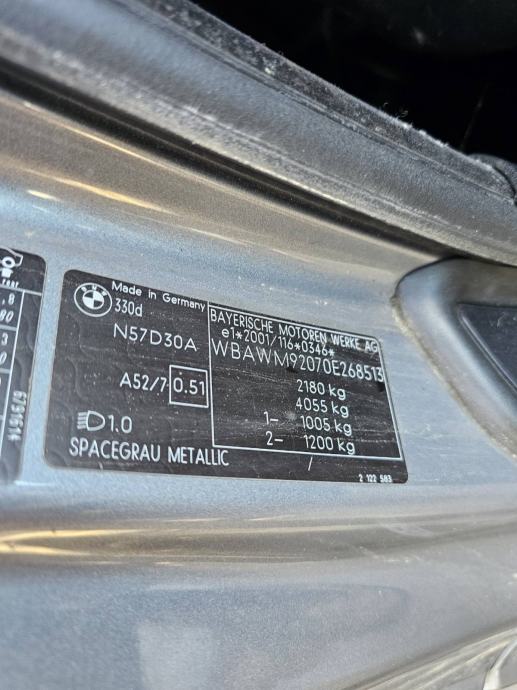 BMW
Made in Germany
330d
N57D30A
A52/7 0.51
1.0
SPACEGRAU METALLIC
BAYERISCHE MOTOREN WERKE AG
e1*2001/116*0346*
WBAWM92070E268513
2180 kg
4055 kg
1- 1005 kg
2- 1200 kg
/
2 122 583